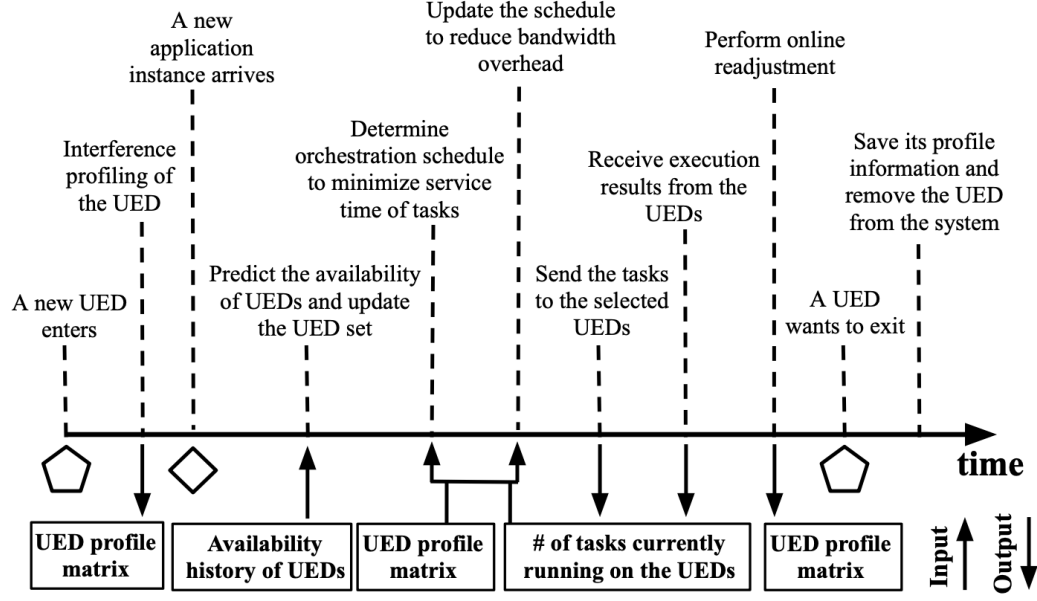 A new
application
instance arrives
Update the schedule
to reduce bandwidth
overhead
Perform online
readjustment
Interference
profiling of
the UED
Determine
orchestration schedule
to minimize service
time of tasks
Receive execution
results from the
UEDs
Save its profile
information and
remove the UED
from the system
A new UED
enters
Predict the availability
of UEDs and update
the UED set
Send the tasks
to the selected
UEDs
A UED
wants to exit
time
UED profile
matrix
Availability
history of UEDs
UED profile
matrix
# of tasks currently
running on the UEDs
UED profile
matrix
Input
Output